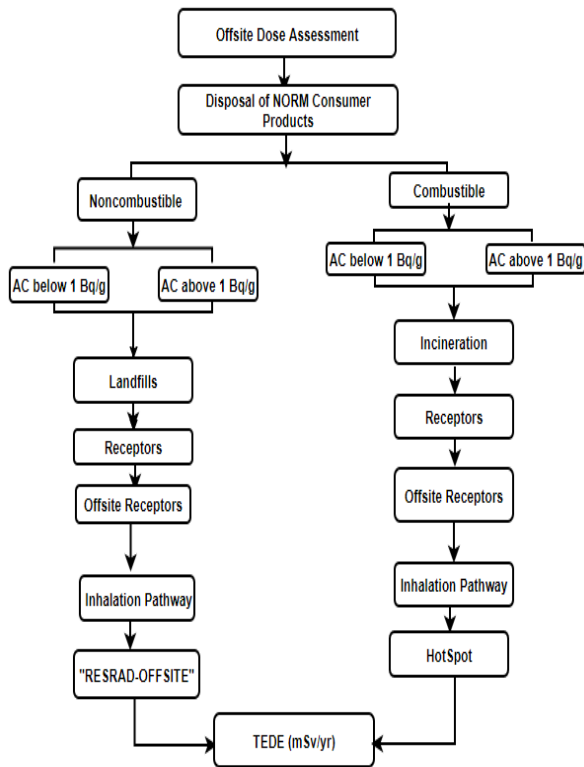 Offsite Dose Assessment
Disposal of NORM Consumer
Products
Noncombustible
AC below 1 Bq/g
AC above 1 Bq/g
Landfills
Receptors
Offsite Receptors
Inhalation Pathway
"RESRAD-OFFSITE"
Combustible
AC below 1 Bq/g
AC above 1 Bq/g
Incineration
Receptors
Offsite Receptors
Inhalation Pathway
HotSpot
TEDE (mSv/yr)